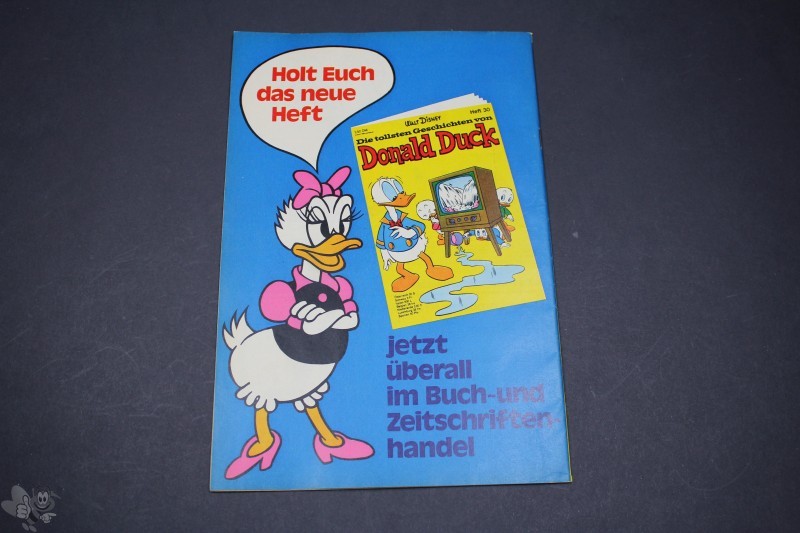 Holt Euch
das neue
Heft
Walt Disney
Heft 30
Die tollsten Geschichten von
Donald Duck
jetzt
überall
im Buch-und
Zeitschriften-
handel